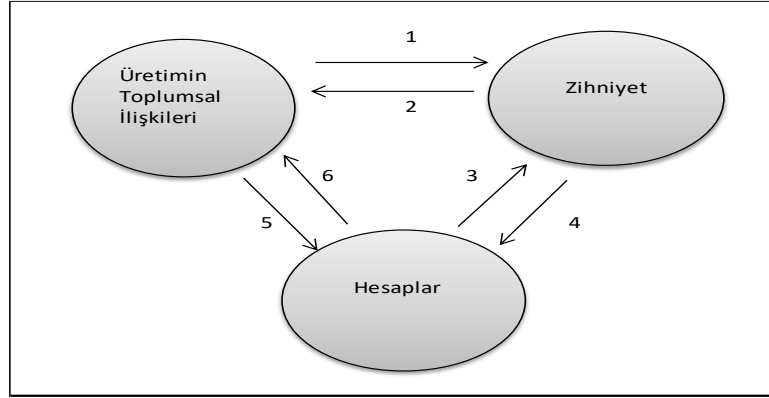 1
Üretimin
Toplumsal
İlişkileri
Zihniyet
2
6
3
5
4
Hesaplar